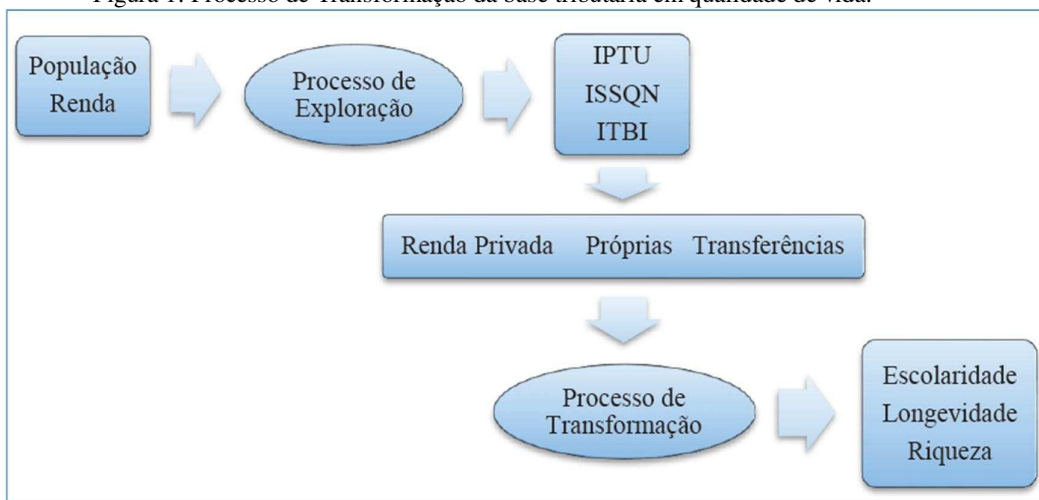 Figura 1: Processo de Transformação da base tributária em qualidade de vida.
População
Renda
Processo de
Exploração
IPTU
ISSQN
ITBI
Renda Privada Próprias Transferências
Processo de
Transformação
Escolaridade
Longevidade
Riqueza